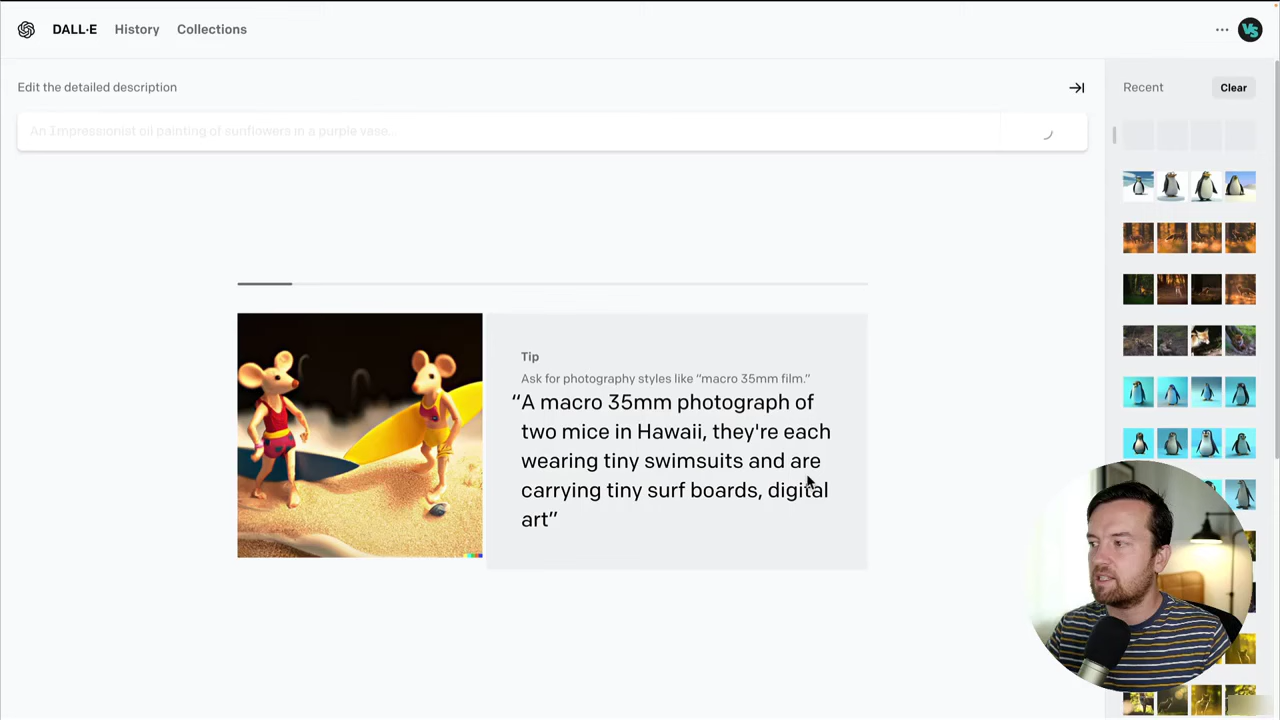 DALL·E History Collections
···
VS
Edit the detailed description
Recent
Clear
An Impressionist oil painting of sunflowers in a purple vase...
Tip
Ask for photography styles like “macro 35mm film.”
“A macro 35mm photograph of
two mice in Hawaii, they're each
wearing tiny swimsuits and are
carrying tiny surf boards, digital
art”